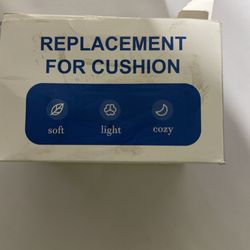 REPLACEMENT
FOR CUSHION
soft light cozy